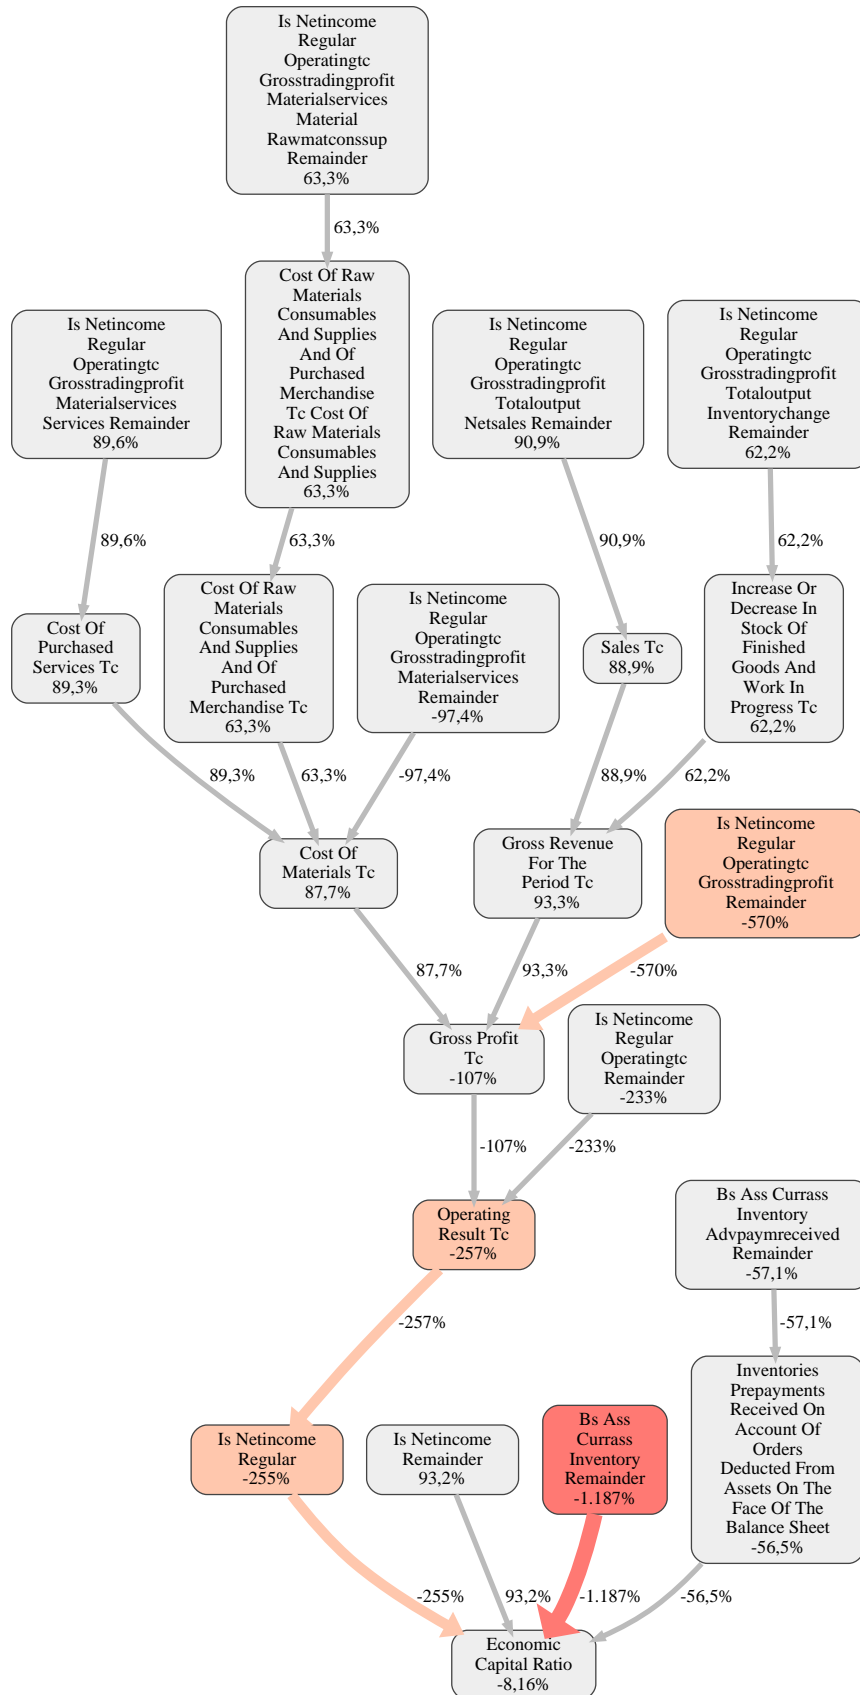 Is Netincome
Regular
Operatingtc
Grosstradingprofit
Materialservices
Material
Rawmatconssup
Remainder
63,3%
63,3%
Is Netincome
Regular
Operatingtc
Grosstradingprofit
Materialservices
Services Remainder
89,6%
Cost Of Raw
Materials
Consumables
And Supplies
And Of
Purchased
Merchandise
Tc Cost Of
Raw Materials
Consumables
And Supplies
63,3%
Is Netincome
Regular
Operatingtc
Grosstradingprofit
Totaloutput
Netsales Remainder
90,9%
Is Netincome
Regular
Operatingtc
Grosstradingprofit
Totaloutput
Inventorychange
Remainder
62,2%
89,6%
63,3%
90,9%
62,2%
Cost Of
Purchased
Services Tc
89,3%
Cost Of Raw
Materials
Consumables
And Supplies
And Of
Purchased
Merchandise Tc
63,3%
Is Netincome
Regular
Operatingtc
Grosstradingprofit
Materialservices
Remainder
-97,4%
Sales Tc
88,9%
Increase Or
Decrease In
Stock Of
Finished
Goods And
Work In
Progress Tc
62,2%
89,3%
63,3%
-97,4%
88,9%
62,2%
Cost Of
Materials Tc
87,7%
Gross Revenue
For The
Period Tc
93,3%
Is Netincome
Regular
Operatingtc
Grosstradingprofit
Remainder
-570%
87,7%
93,3%
-570%
Gross Profit
Tc
-107%
Is Netincome
Regular
Operatingtc
Remainder
-233%
-107%
-233%
Operating
Result Tc
-257%
Bs Ass Currass
Inventory
Advpaymreceived
Remainder
-57,1%
-257%
-57,1%
Is Netincome
Regular
-255%
Is Netincome
Remainder
93,2%
Bs Ass
Currass
Inventory
Remainder
-1.187%
Inventories
Prepayments
Received On
Account Of
Orders
Deducted From
Assets On The
Face Of The
Balance Sheet
-56,5%
-255%
93,2%
-1.187%
-56,5%
Economic
Capital Ratio
-8,16%